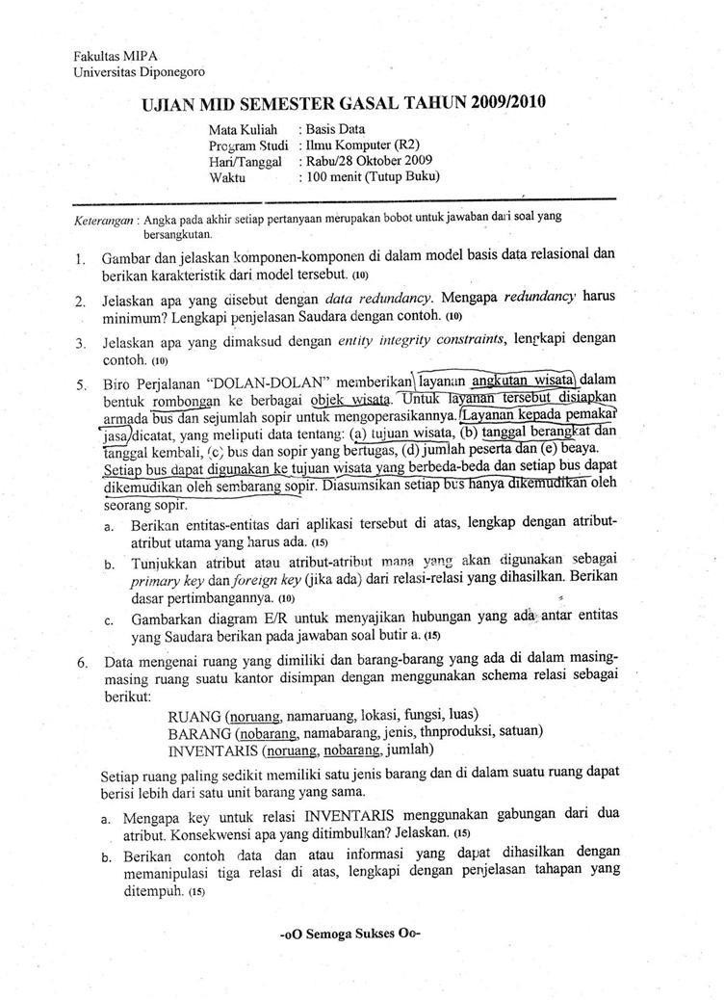 Fakultas MIPA
Universitas Diponegoro
UJIAN MID SEMESTER GASAL TAHUN 2009/2010
Mata Kuliah : Basis Data
Program Studi : Ilmu Komputer (R2)
Hari/Tanggal : Rabu/28 Oktober 2009
Waktu : 100 menit (Tutup Buku)
Keterangan : Angka pada akhir setiap pertanyaan merupakan bobot untuk jawaban dari soal yang
bersangkutan.
1. Gambar dan jelaskan komponen-komponen di dalam model basis data relasional dan
berikan karakteristik dari model tersebut. (10)
2. Jelaskan apa yang disebut dengan data redundancy. Mengapa redundancy harus
minimum? Lengkapi penjelasan Saudara dengan contoh. (10)
3. Jelaskan apa yang dimaksud dengan entity integrity constraints, lengkapi dengan
contoh. (10)
5. Biro Perjalanan “DOLAN-DOLAN” memberikan layanan angkutan wisata dalam
bentuk rombongan ke berbagai objek wisata. Untuk layanan tersebut disiapkan
armada bus dan sejumlah sopir untuk mengoperasikannya. Layanan kepada pemakai
jasa dicatat, yang meliputi data tentang: (a) tujuan wisata, (b) tanggal berangkat dan
tanggal kembali, (c) bus dan sopir yang bertugas, (d) jumlah peserta dan (e) beaya.
Setiap bus dapat digunakan ke tujuan wisata yang berbeda-beda dan setiap bus dapat
dikemudikan oleh sembarang sopir. Diasumsikan setiap bus hanya dikemudikan oleh
seorang sopir.
a. Berikan entitas-entitas dari aplikasi tersebut di atas, lengkap dengan atribut-
atribut utama yang harus ada. (15)
b. Tunjukkan atribut atau atribut-atribut mana yang akan digunakan sebagai
primary key dan foreign key (jika ada) dari relasi-relasi yang dihasilkan. Berikan
dasar pertimbangannya. (10)
c. Gambarkan diagram E/R untuk menyajikan hubungan yang ada antar entitas
yang Saudara berikan pada jawaban soal butir a. (15)
6. Data mengenai ruang yang dimiliki dan barang-barang yang ada di dalam masing-
masing ruang suatu kantor disimpan dengan menggunakan schema relasi sebagai
berikut:
RUANG (noruang, namaruang, lokasi, fungsi, luas)
BARANG (nobarang, namabarang, jenis, thnproduksi, satuan)
INVENTARIS (noruang, nobarang, jumlah)
Setiap ruang paling sedikit memiliki satu jenis barang dan di dalam suatu ruang dapat
berisi lebih dari satu unit barang yang sama.
a. Mengapa key untuk relasi INVENTARIS menggunakan gabungan dari dua
atribut. Konsekwensi apa yang ditimbulkan? Jelaskan. (15)
b. Berikan contoh data dan atau informasi yang dapat dihasilkan dengan
memanipulasi tiga relasi di atas, lengkapi dengan penjelasan tahapan yang
ditempuh. (15)
-oO Semoga Sukses Oo-